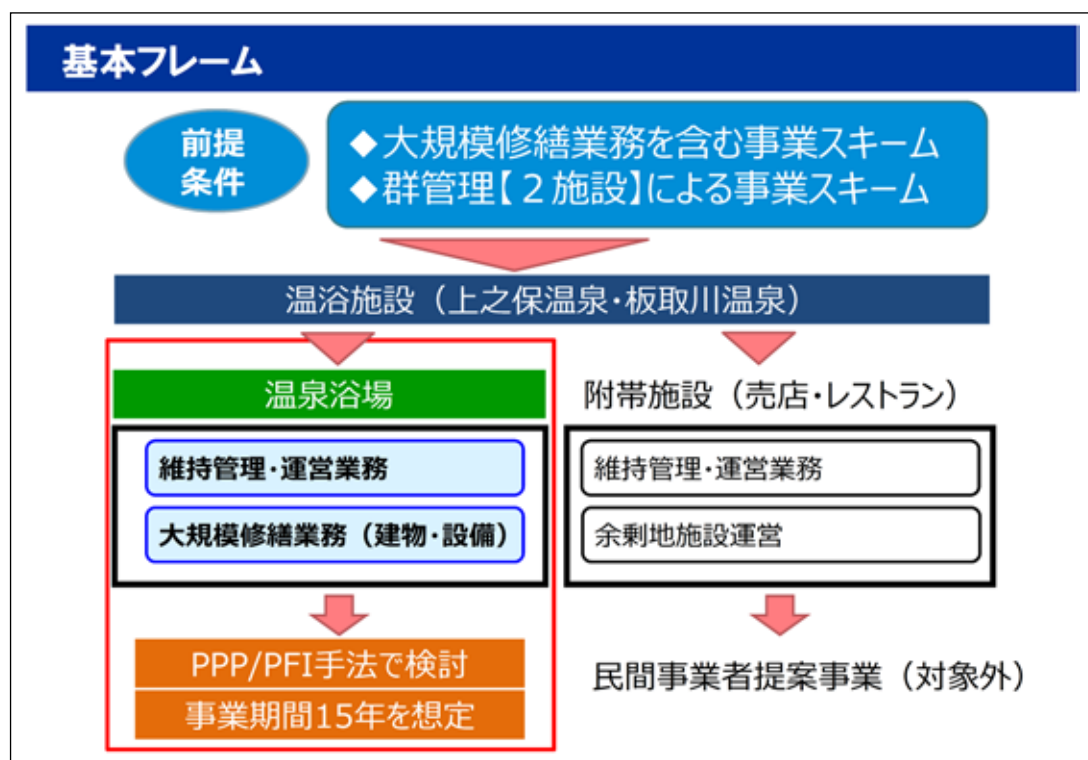 基本フレーム
前提
条件
◆大規模修繕業務を含む事業スキーム
◆群管理【２施設】による事業スキーム
温浴施設（上之保温泉・板取川温泉）
温泉浴場
維持管理・運営業務
大規模修繕業務（建物・設備）
PPP/PFI手法で検討
事業期間15年を想定
附帯施設（売店・レストラン）
維持管理・運営業務
余剰地施設運営
民間事業者提案事業（対象外）